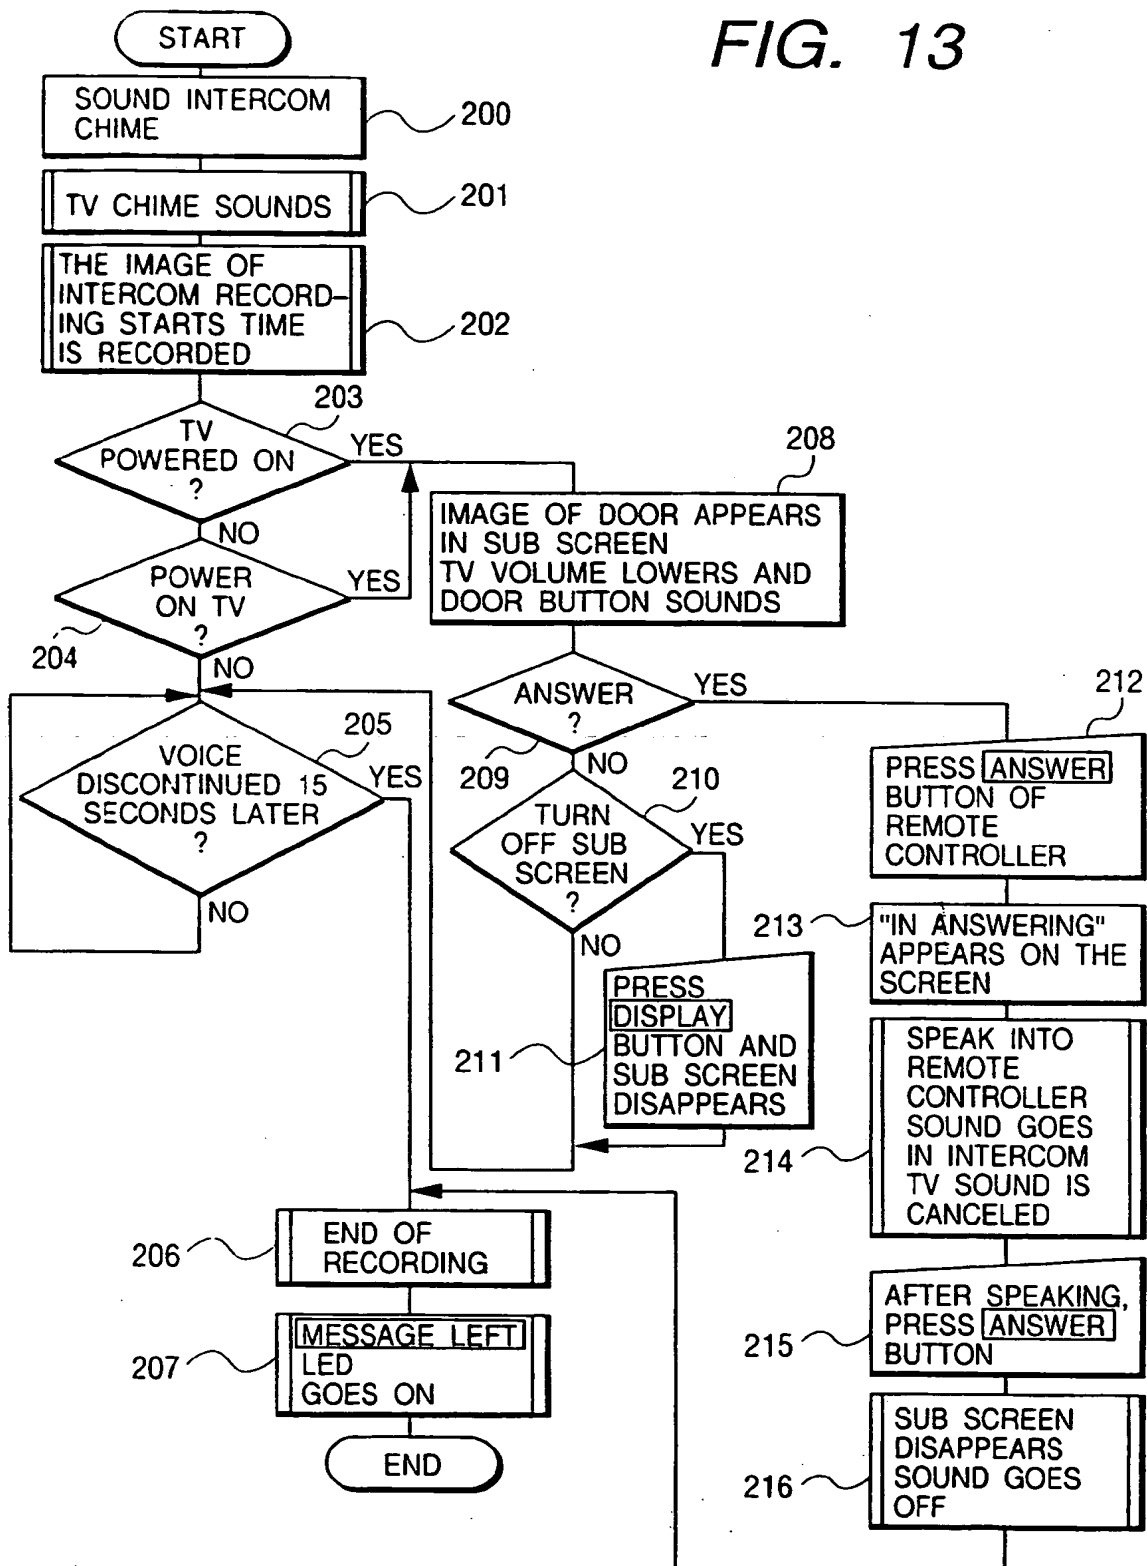 FIG. 13
START
SOUND INTERCOM
CHIME
200
TV CHIME SOUNDS
201
THE IMAGE OF
INTERCOM RECORD-
ING STARTS TIME
IS RECORDED
202
203
TV
POWERED ON
?
YES
NO
POWER
ON TV
?
YES
204
NO
205
VOICE
DISCONTINUED 15
SECONDS LATER
?
YES
NO
206
END OF
RECORDING
207
MESSAGE LEFT
LED
GOES ON
END
208
IMAGE OF DOOR APPEARS
IN SUB SCREEN
TV VOLUME LOWERS AND
DOOR BUTTON SOUNDS
ANSWER
?
YES
209
NO
210
TURN
OFF SUB
SCREEN
?
YES
NO
PRESS
DISPLAY
BUTTON AND
SUB SCREEN
DISAPPEARS
211
212
PRESS ANSWER
BUTTON OF
REMOTE
CONTROLLER
213
"IN ANSWERING"
APPEARS ON THE
SCREEN
SPEAK INTO
REMOTE
CONTROLLER
SOUND GOES
IN INTERCOM
TV SOUND IS
CANCELED
214
AFTER SPEAKING,
PRESS ANSWER
BUTTON
215
SUB SCREEN
DISAPPEARS
SOUND GOES
OFF
216